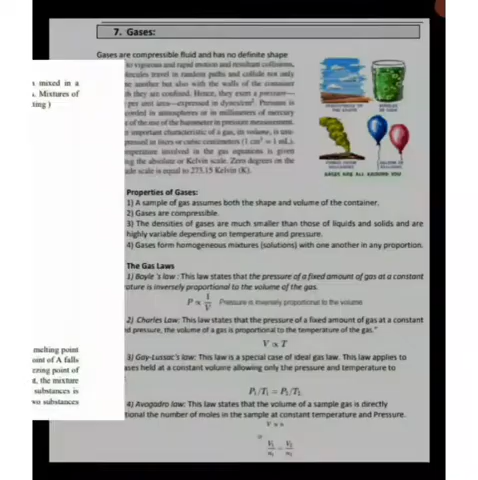 7. Gases:
Gases are compressible fluid and has no definite shape
to vigorous and rapid motion and resultant collisions,
travel in random paths and collide not only
another but also with the walls of the container
they are confined. Hence, they exert a pressure—
per unit area—expressed in dynes/cm². Pressure is
in atmospheres or in millimeters of mercury
of the use of the barometer in pressure measurement.
important characteristic of a gas, its volume, is
in liters or cubic centimeters (1 cm³ = 1 mL).
involved in the gas equations is given
the absolute or Kelvin scale. Zero degrees on the
scale is equal to 273.15 Kelvin (K).
GASES ARE ALL AROUND YOU
mixed in a
Mixtures of
Properties of Gases:
1) A sample of gas assumes both the shape and volume of the container.
2) Gases are compressible.
3) The densities of gases are much smaller than those of liquids and solids and are
highly variable depending on temperature and pressure.
4) Gases form homogeneous mixtures (solutions) with one another in any proportion.
The Gas Laws
1) Boyle 's law : This law states that the pressure of a fixed amount of gas at a constant
is inversely proportional to the volume of the gas.
P ∝ 1/V Pressure is inversely proportional to the volume
2) Charles Law: This law states that the pressure of a fixed amount of gas at a constant
pressure, the volume of a gas is proportional to the temperature of the gas."
V ∝ T
3) Gay-Lussac's law: This law is a special case of ideal gas law. This law applies to
held at a constant volume allowing only the pressure and temperature to
P₁/T₁ = P₂/T₂
4) Avogadro law: This law states that the volume of a sample gas is directly
the number of moles in the sample at constant temperature and Pressure.
V ∝ n
=
V₁/n₁ = V₂/n₂
melting point
point of A falls
point of
the mixture
substances is
two substances